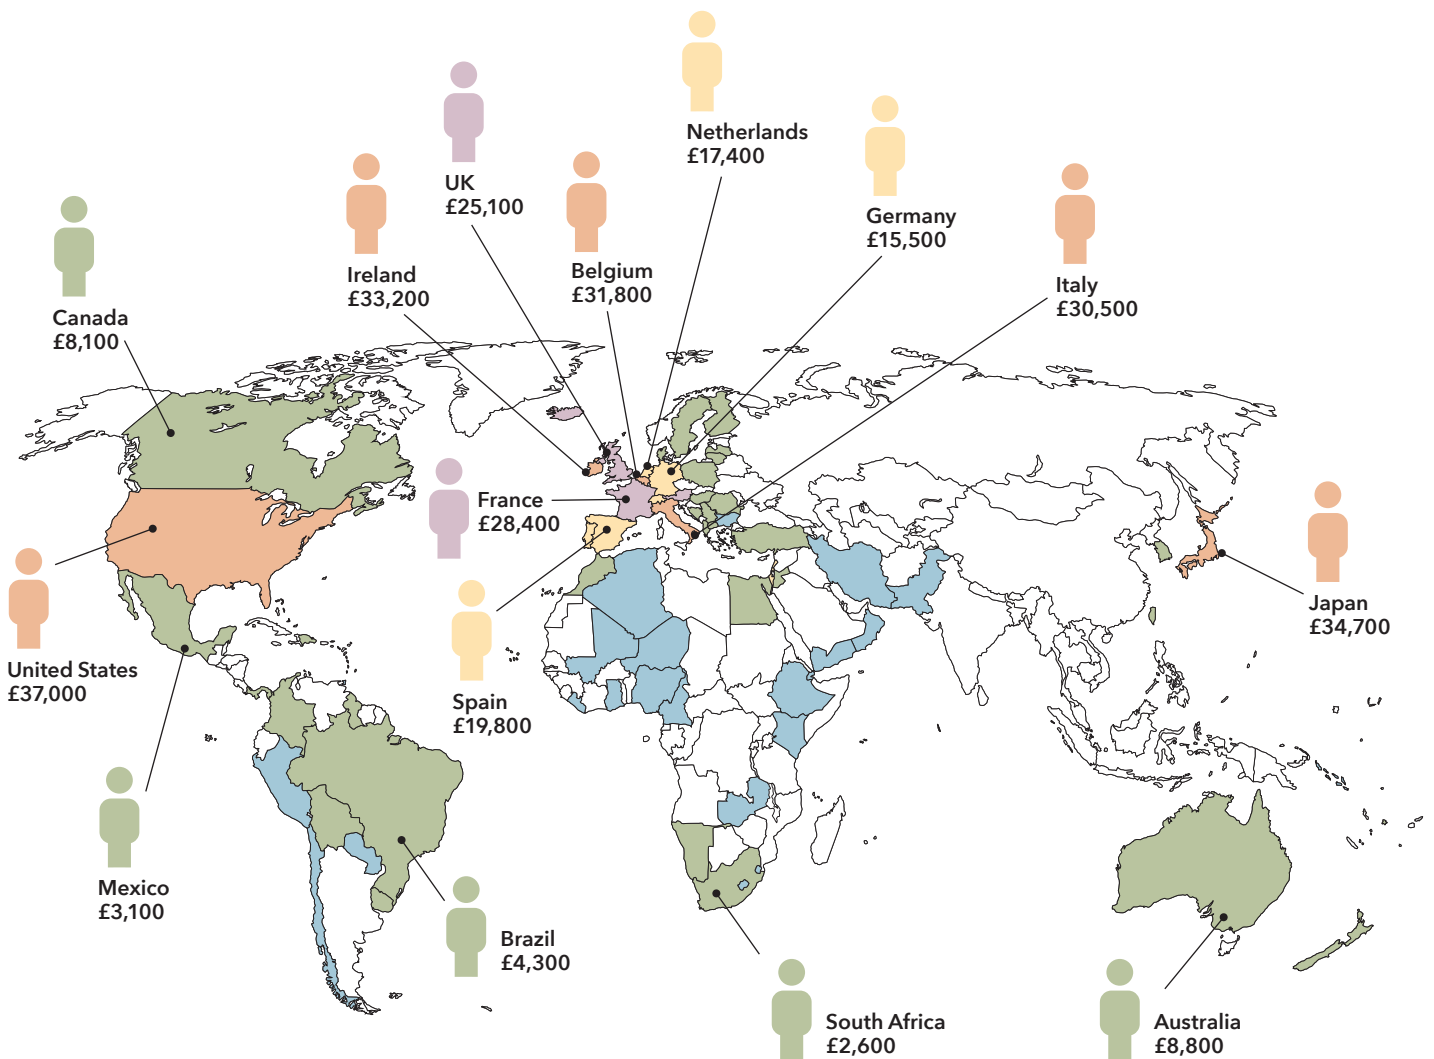 Netherlands
£17,400
UK
£25,100
Germany
£15,500
Ireland
£33,200
Belgium
£31,800
Italy
£30,500
Canada
£8,100
France
£28,400
Japan
£34,700
United States
£37,000
Spain
£19,800
Mexico
£3,100
Brazil
£4,300
South Africa
£2,600
Australia
£8,800